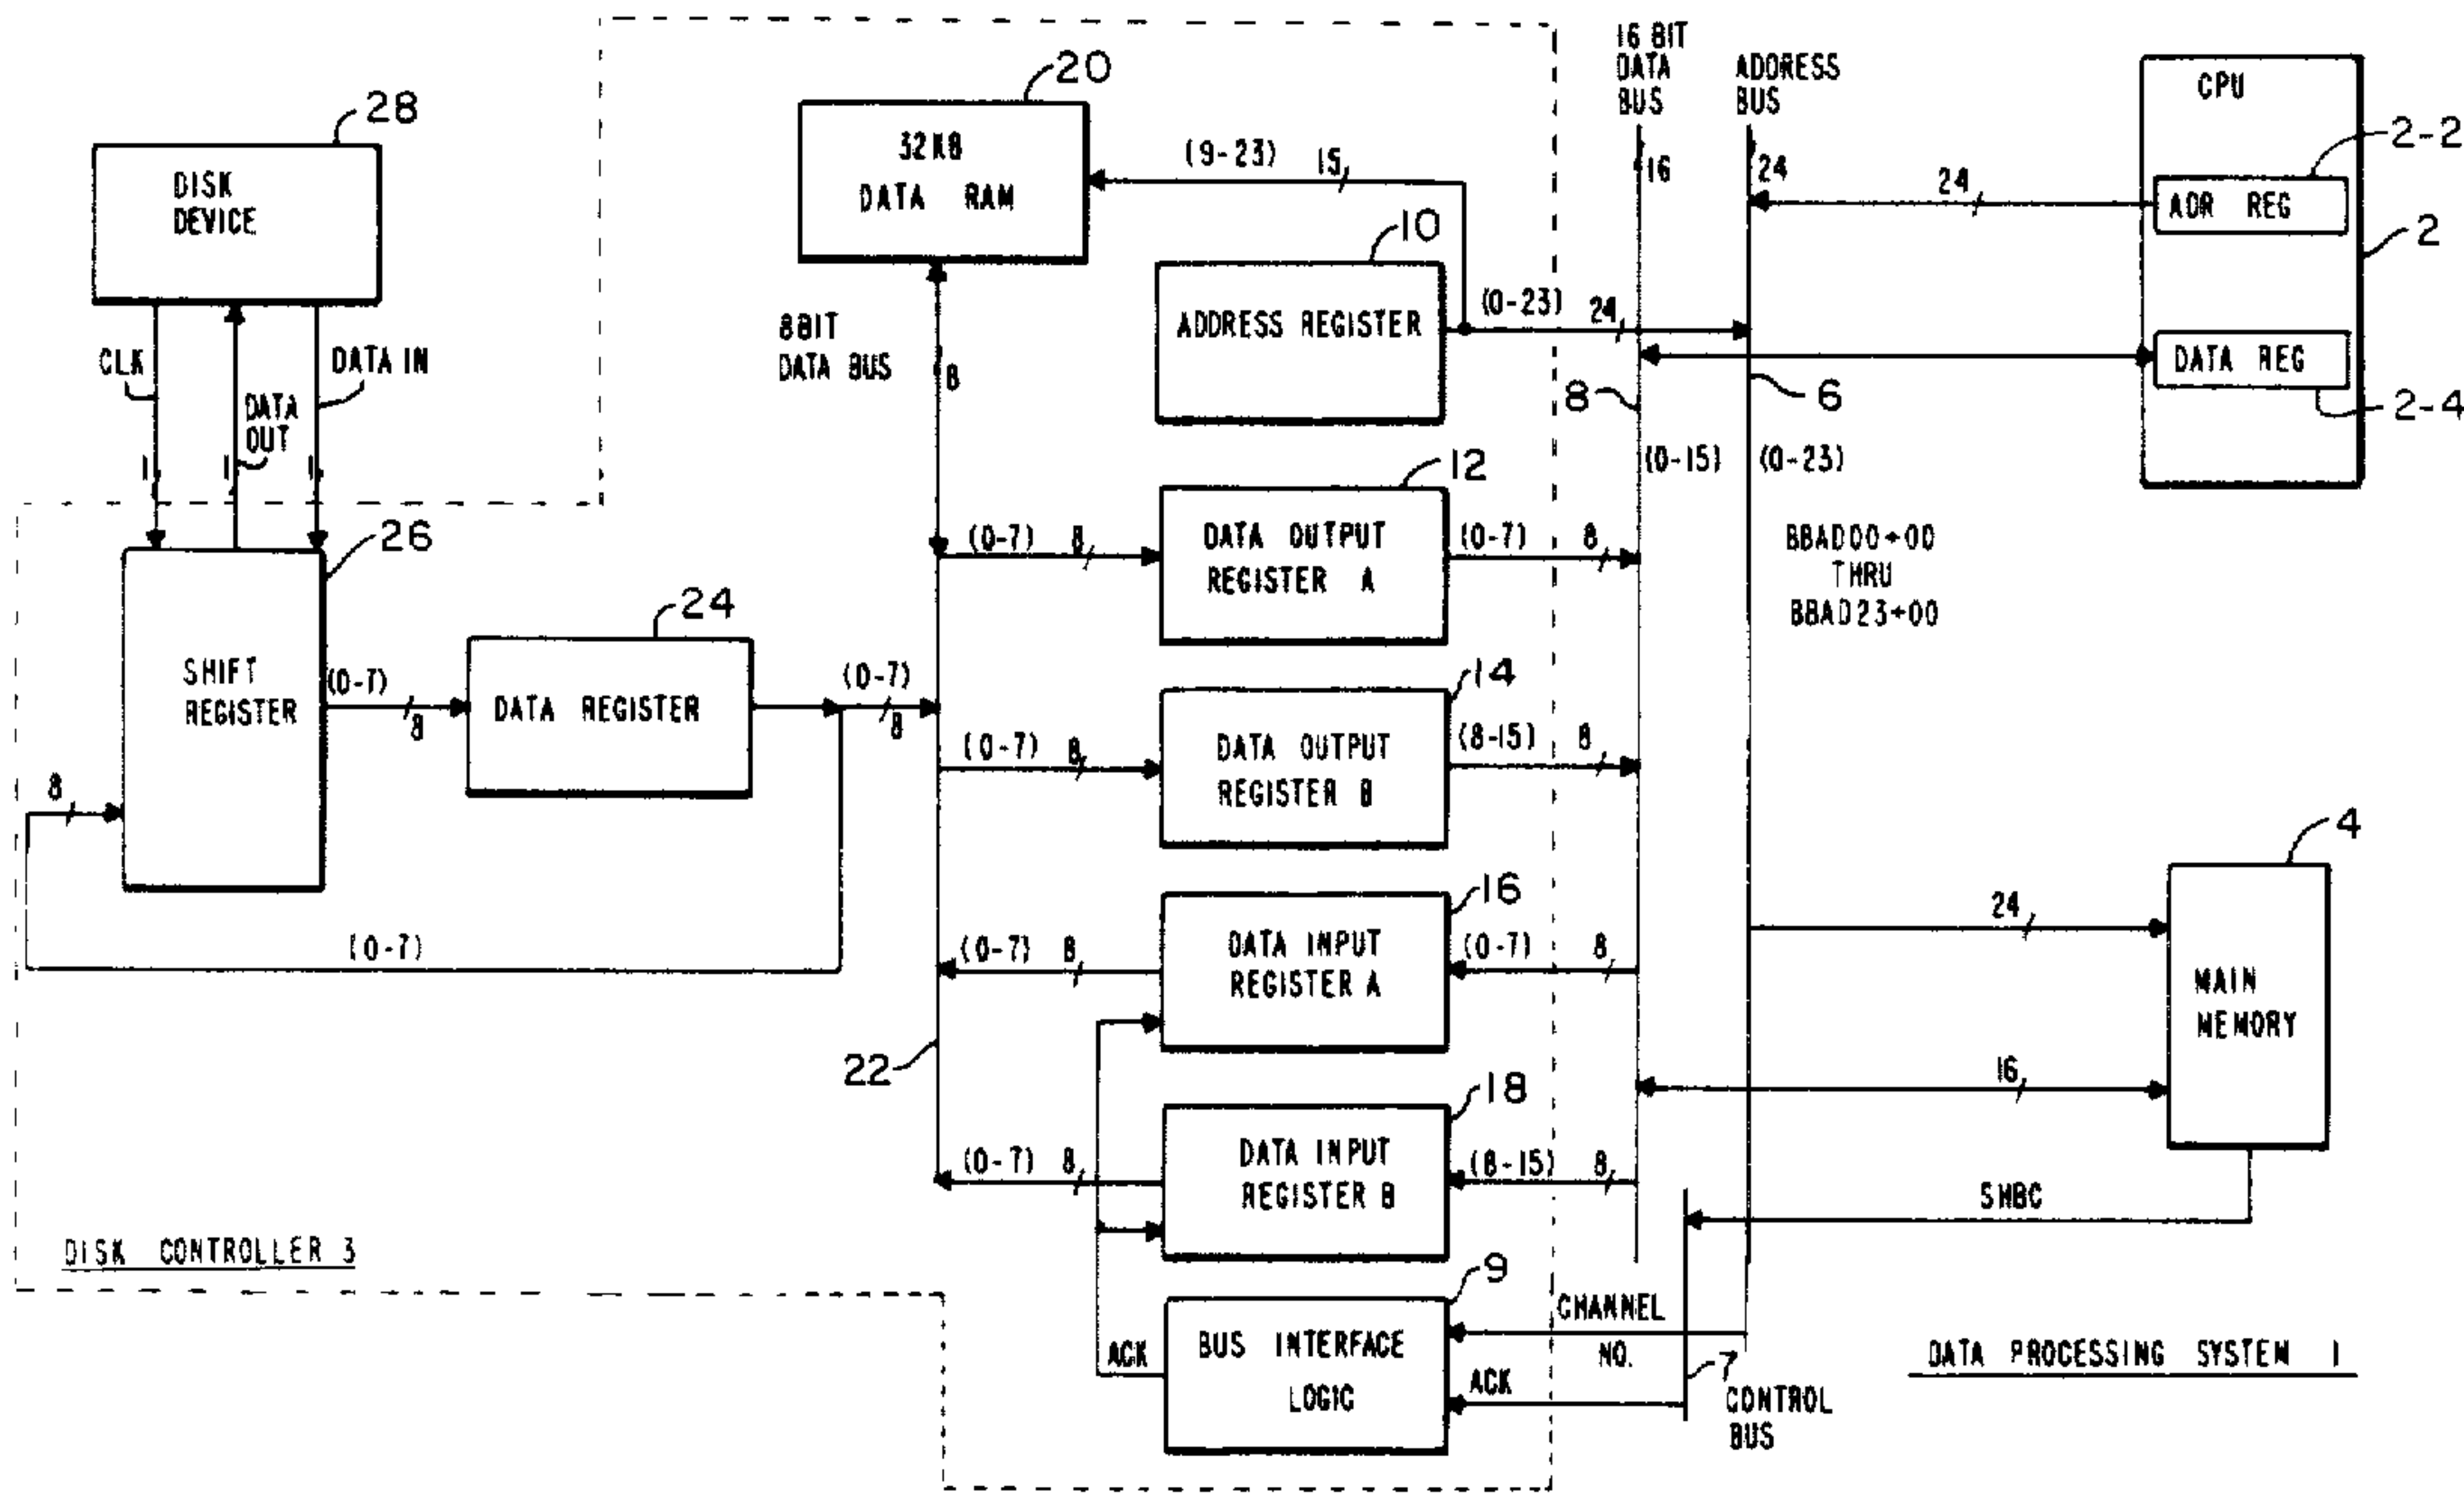 28
DISK
DEVICE
CLK
DATA
OUT
DATA IN
1
1
1
26
SHIFT
REGISTER
(0-7)
8
24
DATA REGISTER
(0-7)
8
8
(0-7)
DISK CONTROLLER 3
20
32K8
DATA RAM
(9-23)
15
8BIT
DATA BUS
8
10
ADDRESS REGISTER
(0-23)
24
12
(0-7)
8
DATA OUTPUT
REGISTER A
(0-7)
8
14
(0-7)
8
DATA OUTPUT
REGISTER B
(8-15)
8
16
(0-7)
8
DATA INPUT
REGISTER A
(0-7)
8
22
18
(0-7)
8
DATA INPUT
REGISTER B
(8-15)
8
9
BUS INTERFACE
LOGIC
ACK
CHANNEL
NO.
ACK
7
CONTROL
BUS
16 BIT
DATA
BUS
16
ADDRESS
BUS
24
8
6
(0-15)
(0-23)
BBAD00+00
THRU
BBAD23+00
CPU
24
ADR REG
2-2
2
DATA REG
2-4
4
24
MAIN
MEMORY
16
SHBC
DATA PROCESSING SYSTEM 1